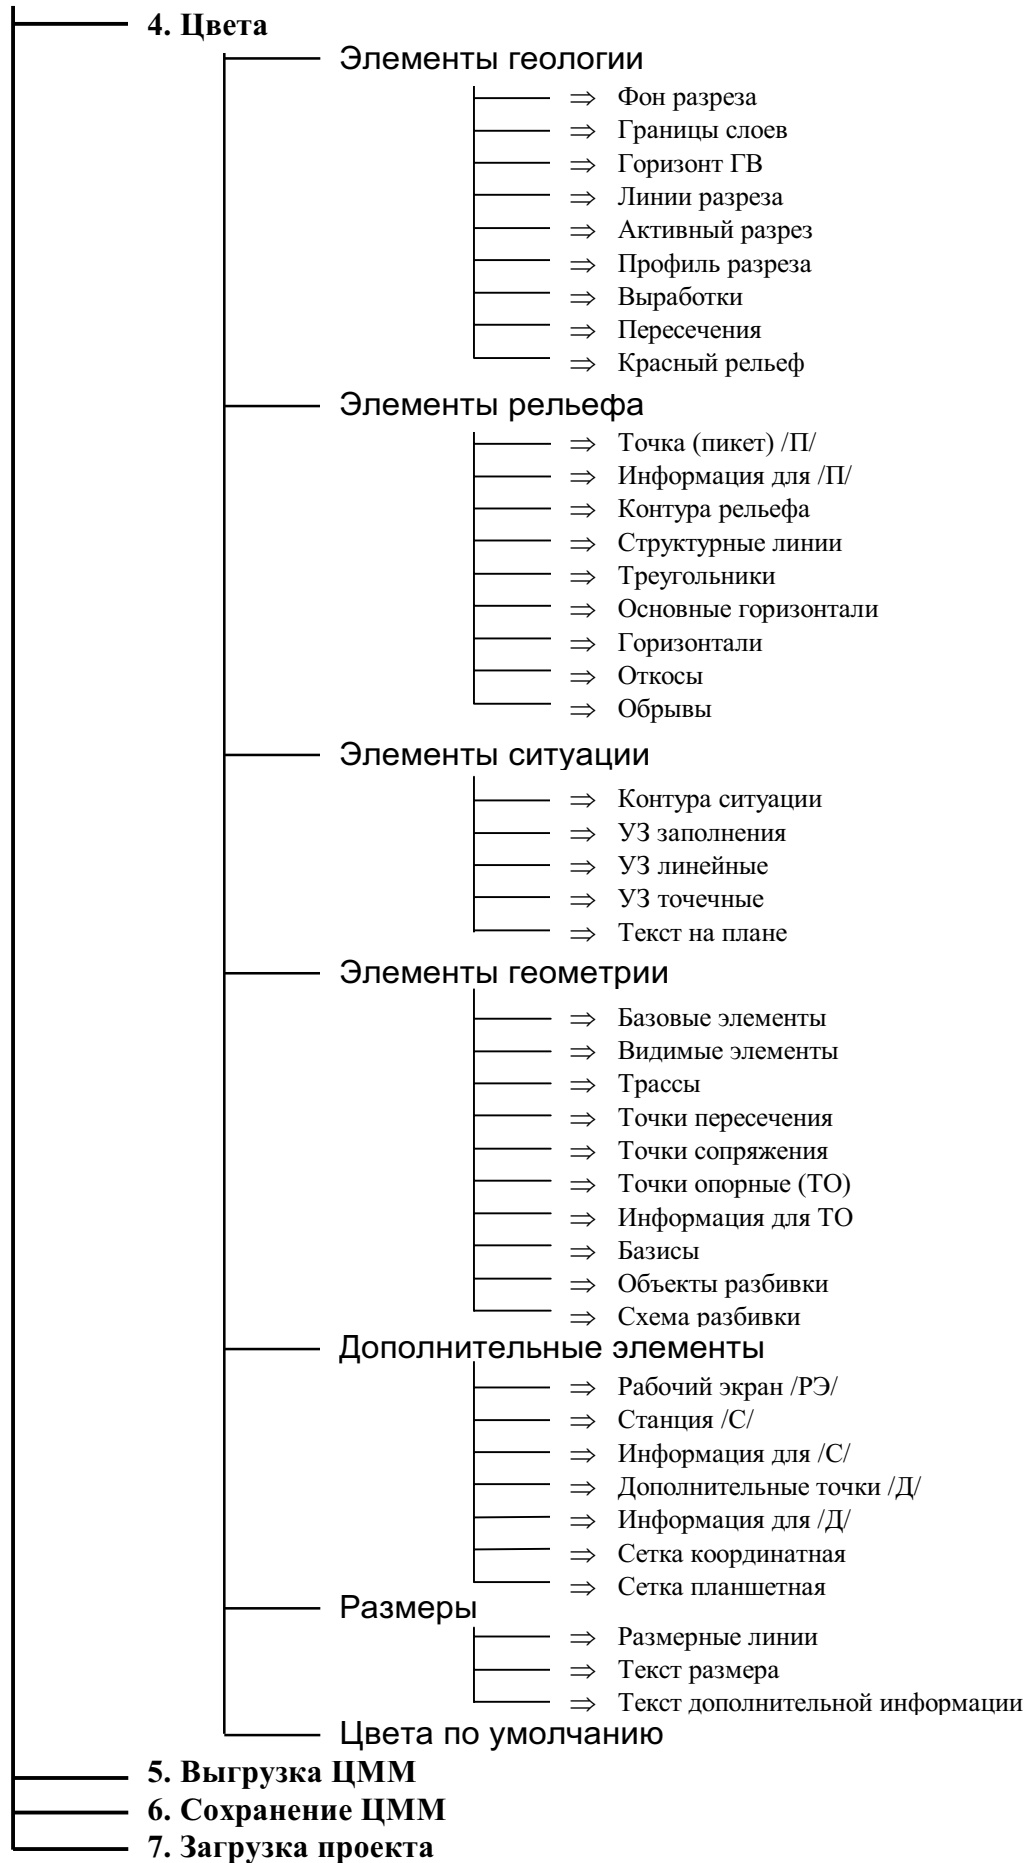 4. Цвета
Элементы геологии
⇒ Фон разреза
⇒ Границы слоев
⇒ Горизонт ГВ
⇒ Линии разреза
⇒ Активный разрез
⇒ Профиль разреза
⇒ Выработки
⇒ Пересечения
⇒ Красный рельеф
Элементы рельефа
⇒ Точка (пикет) /П/
⇒ Информация для /П/
⇒ Контура рельефа
⇒ Структурные линии
⇒ Треугольники
⇒ Основные горизонтали
⇒ Горизонтали
⇒ Откосы
⇒ Обрывы
Элементы ситуации
⇒ Контура ситуации
⇒ УЗ заполнения
⇒ УЗ линейные
⇒ УЗ точечные
⇒ Текст на плане
Элементы геометрии
⇒ Базовые элементы
⇒ Видимые элементы
⇒ Трассы
⇒ Точки пересечения
⇒ Точки сопряжения
⇒ Точки опорные (ТО)
⇒ Информация для ТО
⇒ Базисы
⇒ Объекты разбивки
⇒ Схема разбивки
Дополнительные элементы
⇒ Рабочий экран /РЭ/
⇒ Станция /С/
⇒ Информация для /С/
⇒ Дополнительные точки /Д/
⇒ Информация для /Д/
⇒ Сетка координатная
⇒ Сетка планшетная
Размеры
⇒ Размерные линии
⇒ Текст размера
⇒ Текст дополнительной информации
Цвета по умолчанию
5. Выгрузка ЦММ
6. Сохранение ЦММ
7. Загрузка проекта